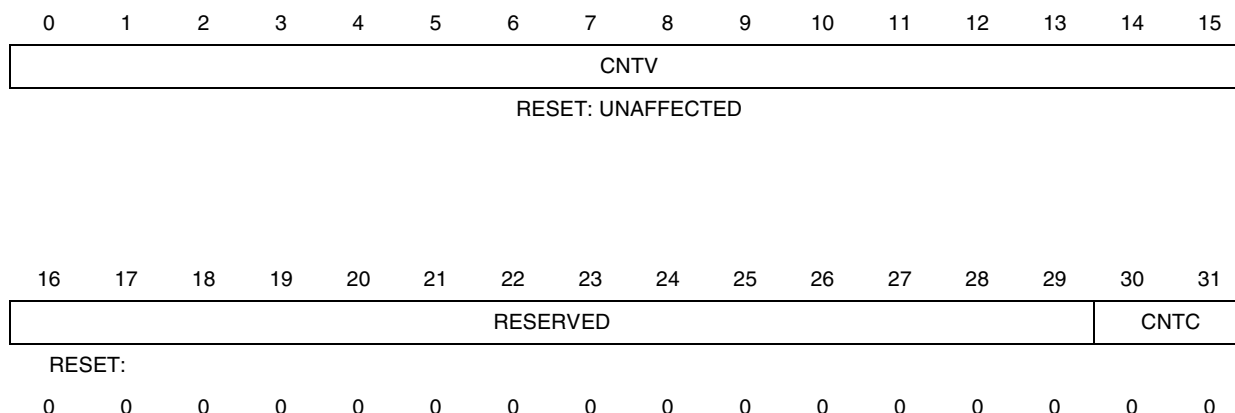 0 1 2 3 4 5 6 7 8 9 10 11 12 13 14 15
CNTV
RESET: UNAFFECTED
16 17 18 19 20 21 22 23 24 25 26 27 28 29 30 31
RESERVED CNTC
RESET:
0 0 0 0 0 0 0 0 0 0 0 0 0 0 0 0